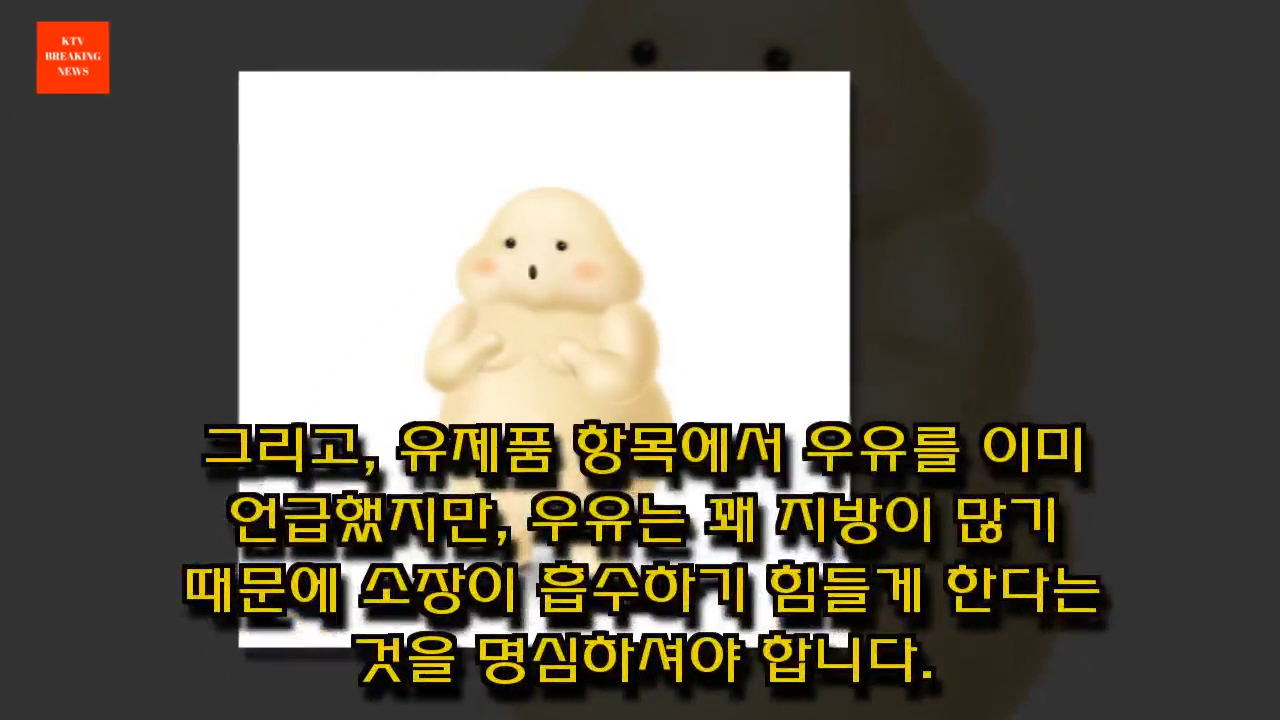 KTV
BREAKING
NEWS
그리고, 유제품 항목에서 우유를 이미
언급했지만, 우유는 꽤 지방이 많기
때문에 소장이 흡수하기 힘들게 한다는
것을 명심하셔야 합니다.